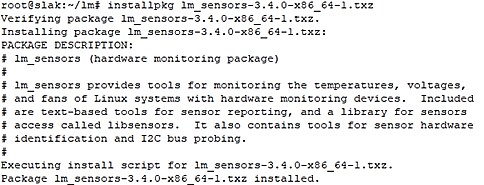 root@slak:~/lm# installpkg lm_sensors-3.4.0-x86_64-1.txz
Verifying package lm_sensors-3.4.0-x86_64-1.txz.
Installing package lm_sensors-3.4.0-x86_64-1.txz:
PACKAGE DESCRIPTION:
# lm_sensors (hardware monitoring package)
#
# lm_sensors provides tools for monitoring the temperatures, voltages,
# and fans of Linux systems with hardware monitoring devices.  Included
# are text-based tools for sensor reporting, and a library for sensors
# access called libsensors.  It also contains tools for sensor hardware
# identification and I2C bus probing.
#
Executing install script for lm_sensors-3.4.0-x86_64-1.txz.
Package lm_sensors-3.4.0-x86_64-1.txz installed.